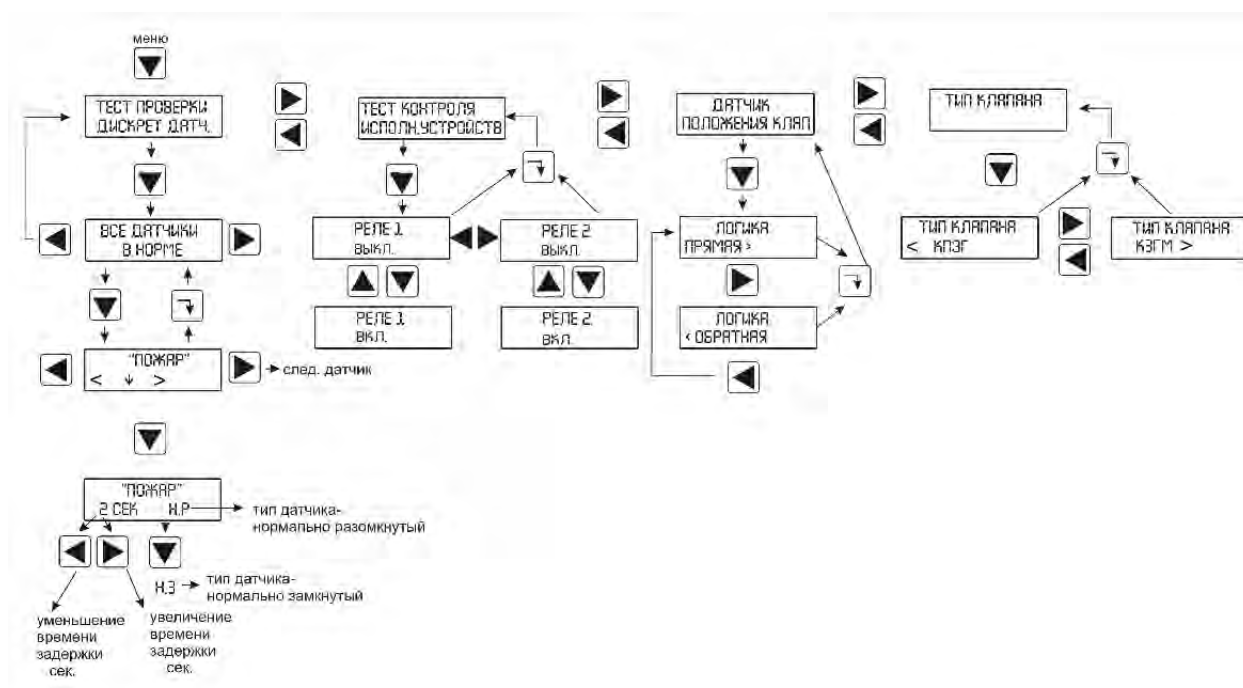 меню
ТЕСТ ПРОВЕРКИ
ДИСКРЕТ ДАТЧ.
ВСЕ ДАТЧИКИ
В НОРМЕ
"ПОЖАР"
< >
след. датчик
"ПОЖАР"
2 СЕК Н.Р
тип датчика-
нормально разомкнутый
Н.З
тип датчика-
нормально замкнутый
уменьшение
времени
задержки
сек.
увеличение
времени
задержки
сек.
ТЕСТ КОНТРОЛЯ
ИСПОЛН.УСТРОЙСТВ
РЕЛЕ 1
ВЫКЛ.
РЕЛЕ 2
ВЫКЛ.
РЕЛЕ 1
ВКЛ.
РЕЛЕ 2
ВКЛ.
ДАТЧИК
ПОЛОЖЕНИЯ КЛАП
ЛОГИКА
ПРЯМАЯ >
ЛОГИКА
< ОБРАТНАЯ
ТИП КЛАПАНА
ТИП КЛАПАНА
< КПЗГ
ТИП КЛАПАНА
КЗГМ >